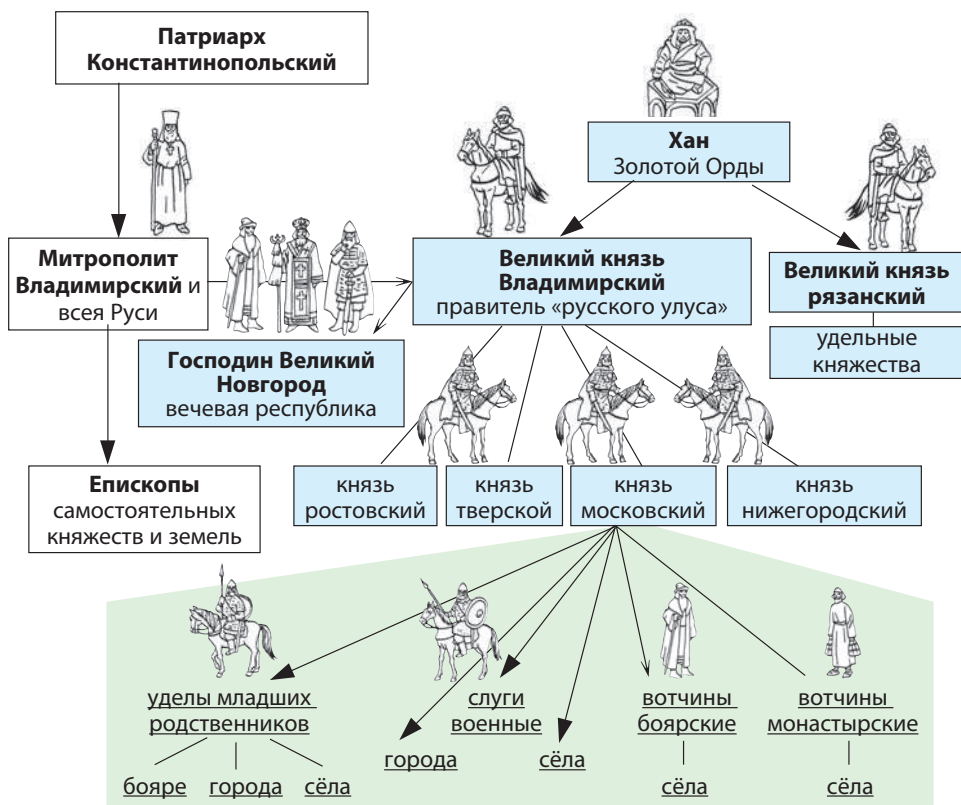 Патриарх
Константинопольский
Хан
Золотой Орды
Митрополит
Владимирский и
всея Руси
Великий князь
Владимирский
правитель «русского улуса»
Великий князь
рязанский
удельные
княжества
Господин Великий
Новгород
вечевая республика
Епископы
самостоятельных
княжеств и земель
князь
ростовский
князь
тверской
князь
московский
князь
нижегородский
уделы младших
родственников
слуги
военные
вотчины
боярские
вотчины
монастырские
города
сёла
бояре
города
сёла
сёла
сёла